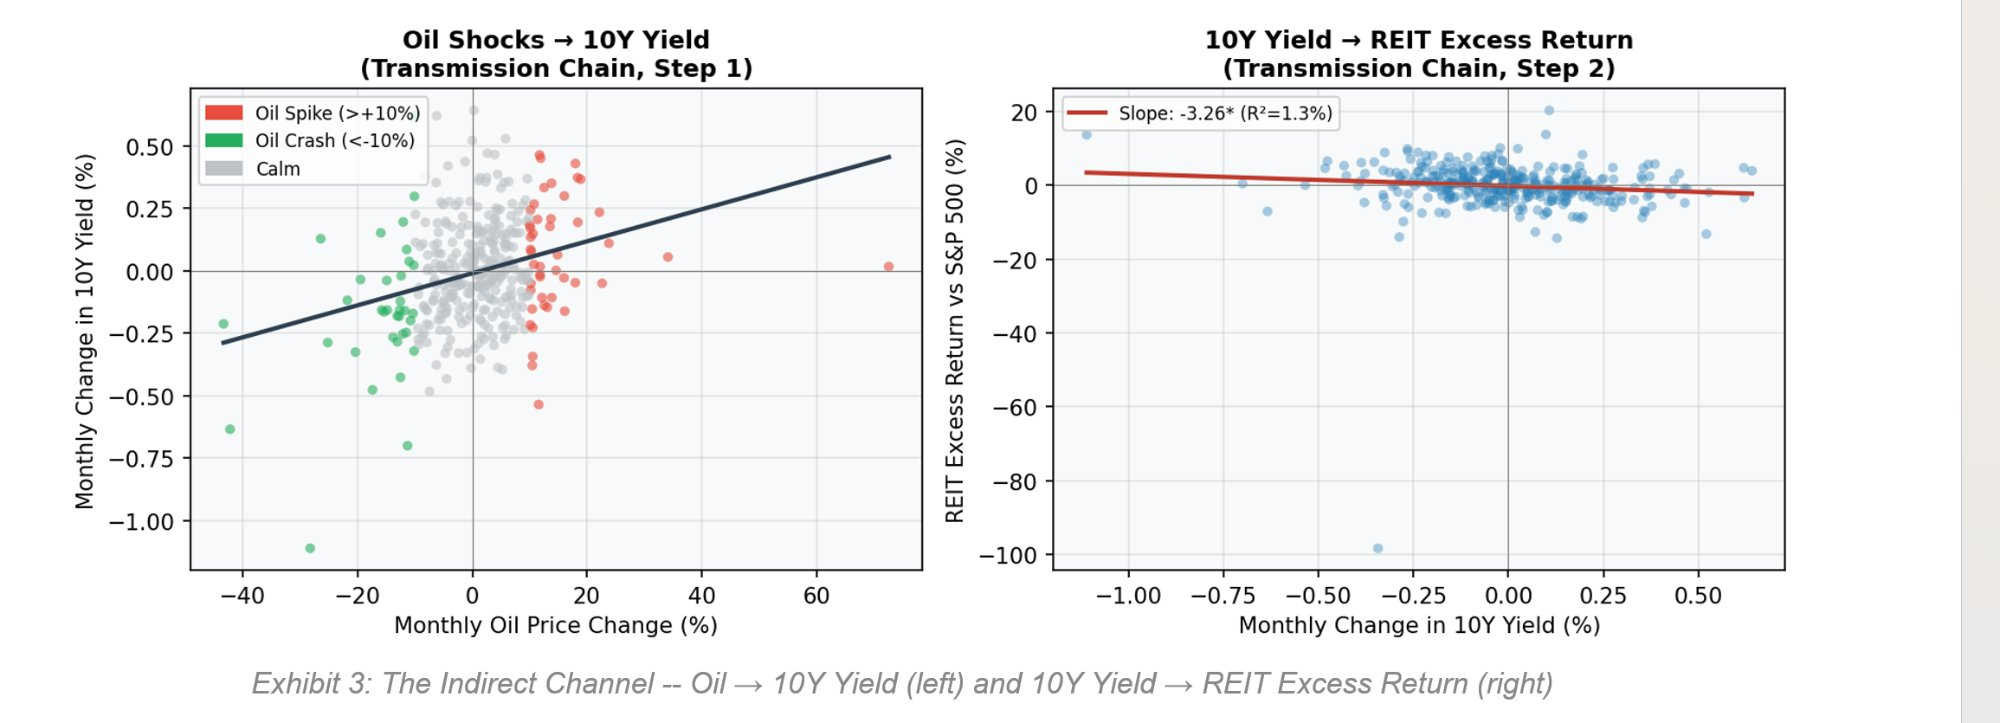 Oil Shocks → 10Y Yield
(Transmission Chain, Step 1)
Oil Spike (>+10%)
Oil Crash (<-10%)
Calm
Monthly Change in 10Y Yield (%)
0.50
0.25
0.00
−0.25
−0.50
−0.75
−1.00
−40
−20
0
20
40
60
Monthly Oil Price Change (%)
10Y Yield → REIT Excess Return
(Transmission Chain, Step 2)
Slope: -3.26* (R²=1.3%)
REIT Excess Return vs S&P 500 (%)
20
0
−20
−40
−60
−80
−100
−1.00
−0.75
−0.50
−0.25
0.00
0.25
0.50
Monthly Change in 10Y Yield (%)
Exhibit 3: The Indirect Channel -- Oil → 10Y Yield (left) and 10Y Yield → REIT Excess Return (right)